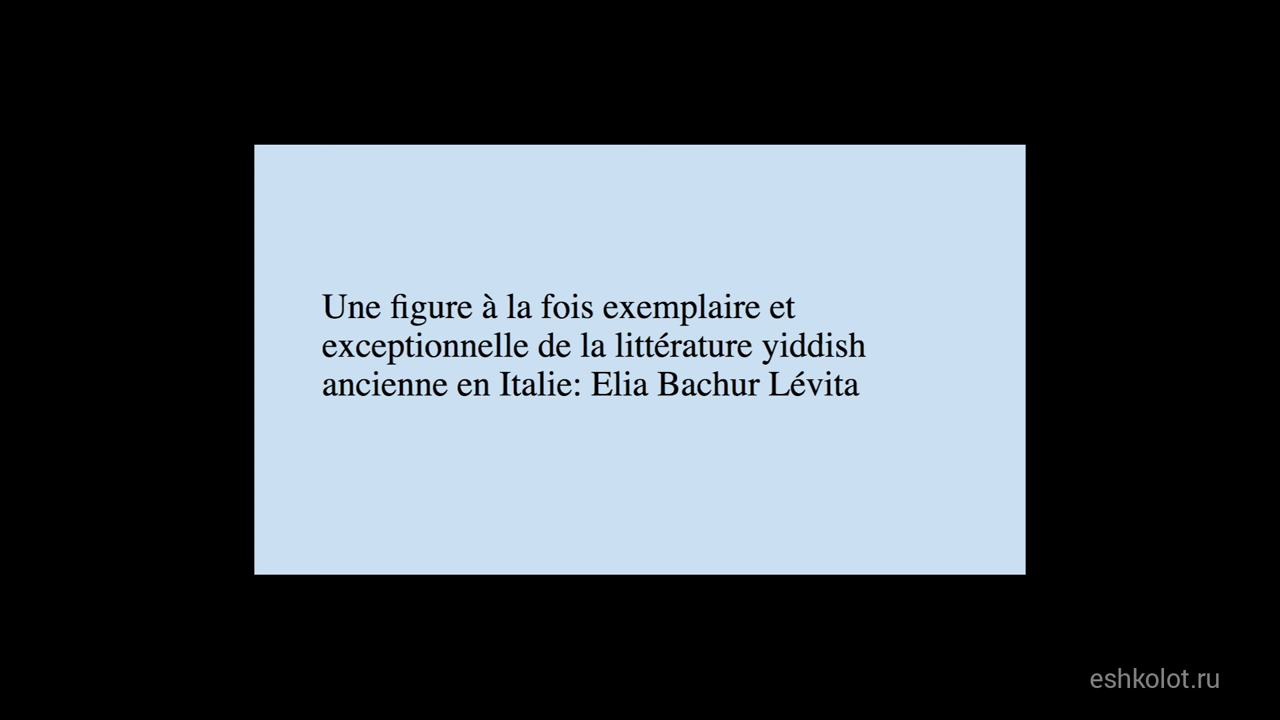 Une figure à la fois exemplaire et
exceptionnelle de la littérature yiddish
ancienne en Italie: Elia Bachur Lévita
eshkolot.ru